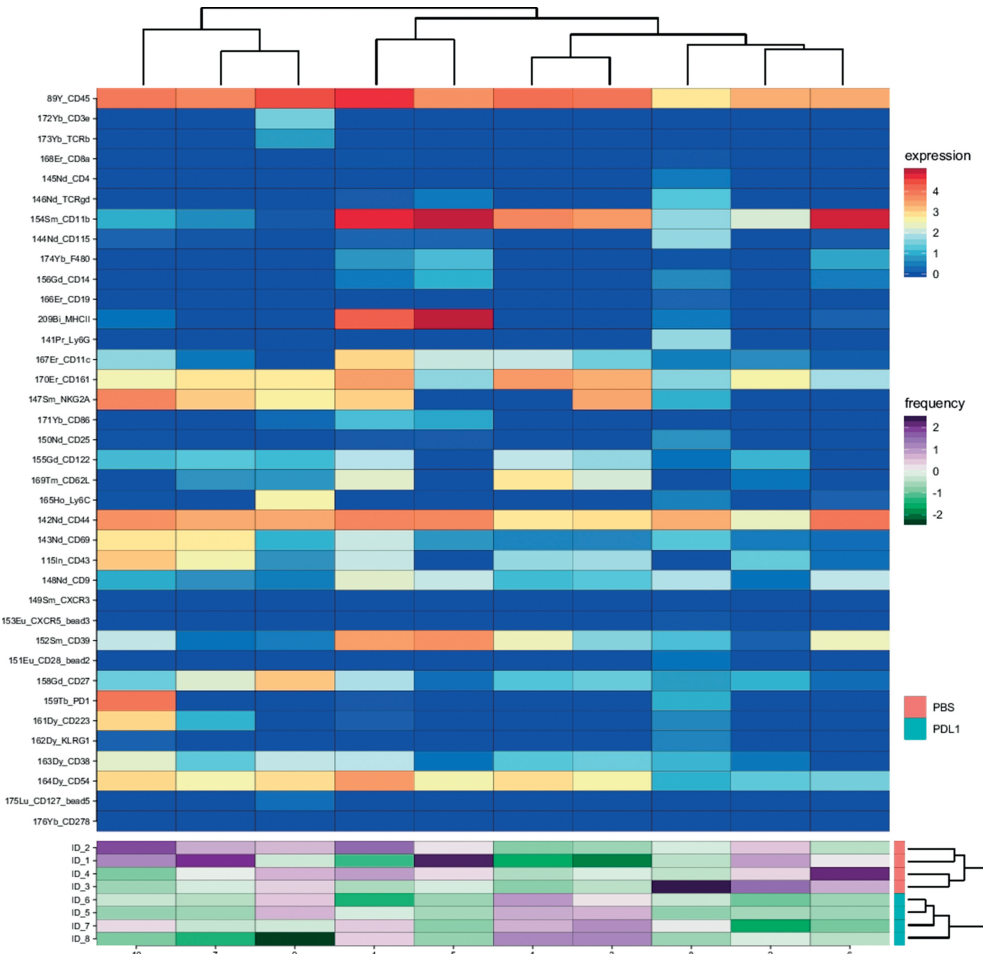 89Y_CD45
172Yb_CD3e
173Yb_TCRb
168Er_CD8a
145Nd_CD4
146Nd_TCRgd
154Sm_CD11b
144Nd_CD115
174Yb_F480
156Gd_CD14
166Er_CD19
209Bi_MHCII
141Pr_Ly6G
167Er_CD11c
170Er_CD161
147Sm_NKG2A
171Yb_CD86
150Nd_CD25
155Gd_CD122
169Tm_CD62L
165Ho_Ly6C
142Nd_CD44
143Nd_CD69
115In_CD43
148Nd_CD9
149Sm_CXCR3
153Eu_CXCR5_bead3
152Sm_CD39
151Eu_CD28_bead2
158Gd_CD27
159Tb_PD1
161Dy_CD223
162Dy_KLRG1
163Dy_CD38
164Dy_CD54
175Lu_CD127_bead5
176Yb_CD278
ID_2
ID_1
ID_4
ID_3
ID_6
ID_5
ID_7
ID_8
expression
4
3
2
1
0
frequency
2
1
0
-1
-2
PBS
PDL1